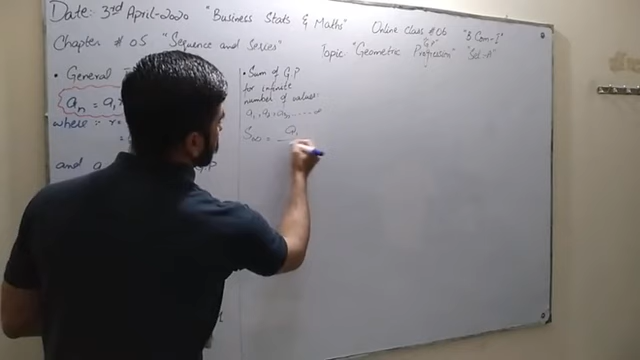 Date: 3rd April-2020 "Business Stats & Maths" Online class #06 "B Com-I"
Chapter # 05 "Sequence and Series" Topic "Geometric Progression" "Set-A"
G.P
• General
aₙ = a₁
where :- r =
=
and a
G.P
• Sum of G.P
for infinite
number of values:
a₁, a₂, a₃, ......∞
S∞ = a₁